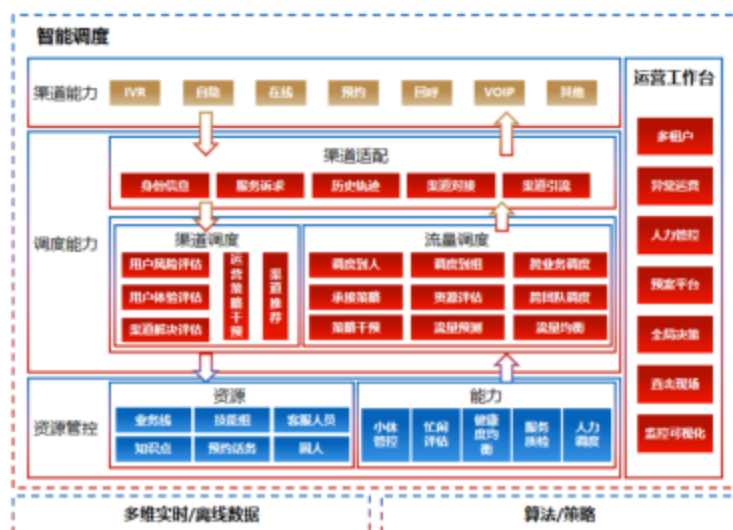 智能调度
渠道能力
IVR
自助
在线
预约
回呼
VOIP
其他
调度能力
渠道适配
身份信息
服务诉求
历史轨迹
渠道对接
渠道引流
渠道调度
用户风险评估
用户体验评估
渠道解决评估
运营策略干预
渠道推荐
流量调度
调度到人
调度到组
跨业务调度
承接策略
资源评估
跨团队调度
策略干预
流量预测
流量均衡
资源管控
资源
业务线
技能组
客服人员
知识点
预约话务
能力
小休
管控
忙闲
评估
健康
度均
衡
服务
质检
人力
调度
运营工作台
多租户
异常运营
人力管控
预案平台
全局决策
直击现场
监控可视化
多维实时/离线数据
算法/策略